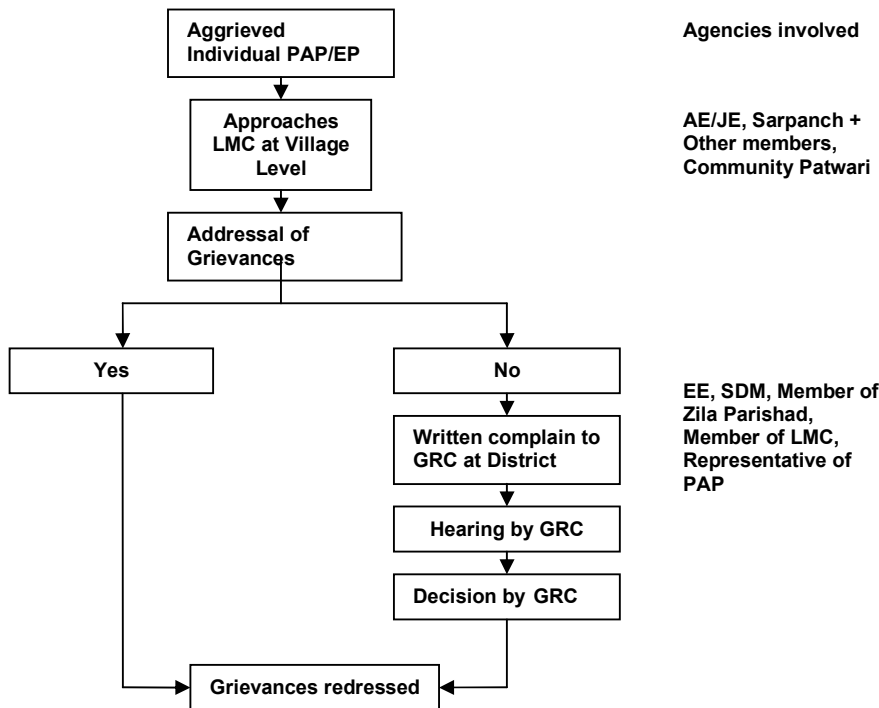 Aggrieved
Individual PAP/EP
Agencies involved
Approaches
LMC at Village
Level
AE/JE, Sarpanch +
Other members,
Community Patwari
Addressal of
Grievances
Yes
No
EE, SDM, Member of
Zila Parishad,
Member of LMC,
Representative of
PAP
Written complain to
GRC at District
Hearing by GRC
Decision by GRC
Grievances redressed